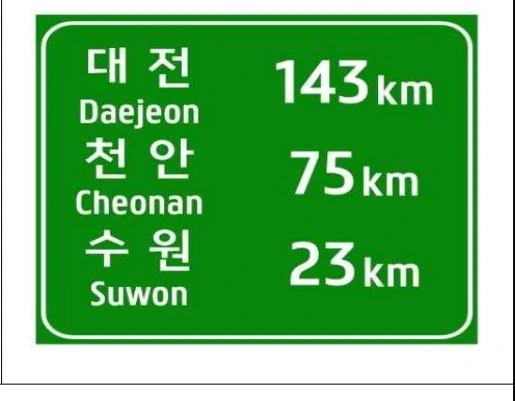 대전 143km
Daejeon
천안 75km
Cheonan
수원 23km
Suwon